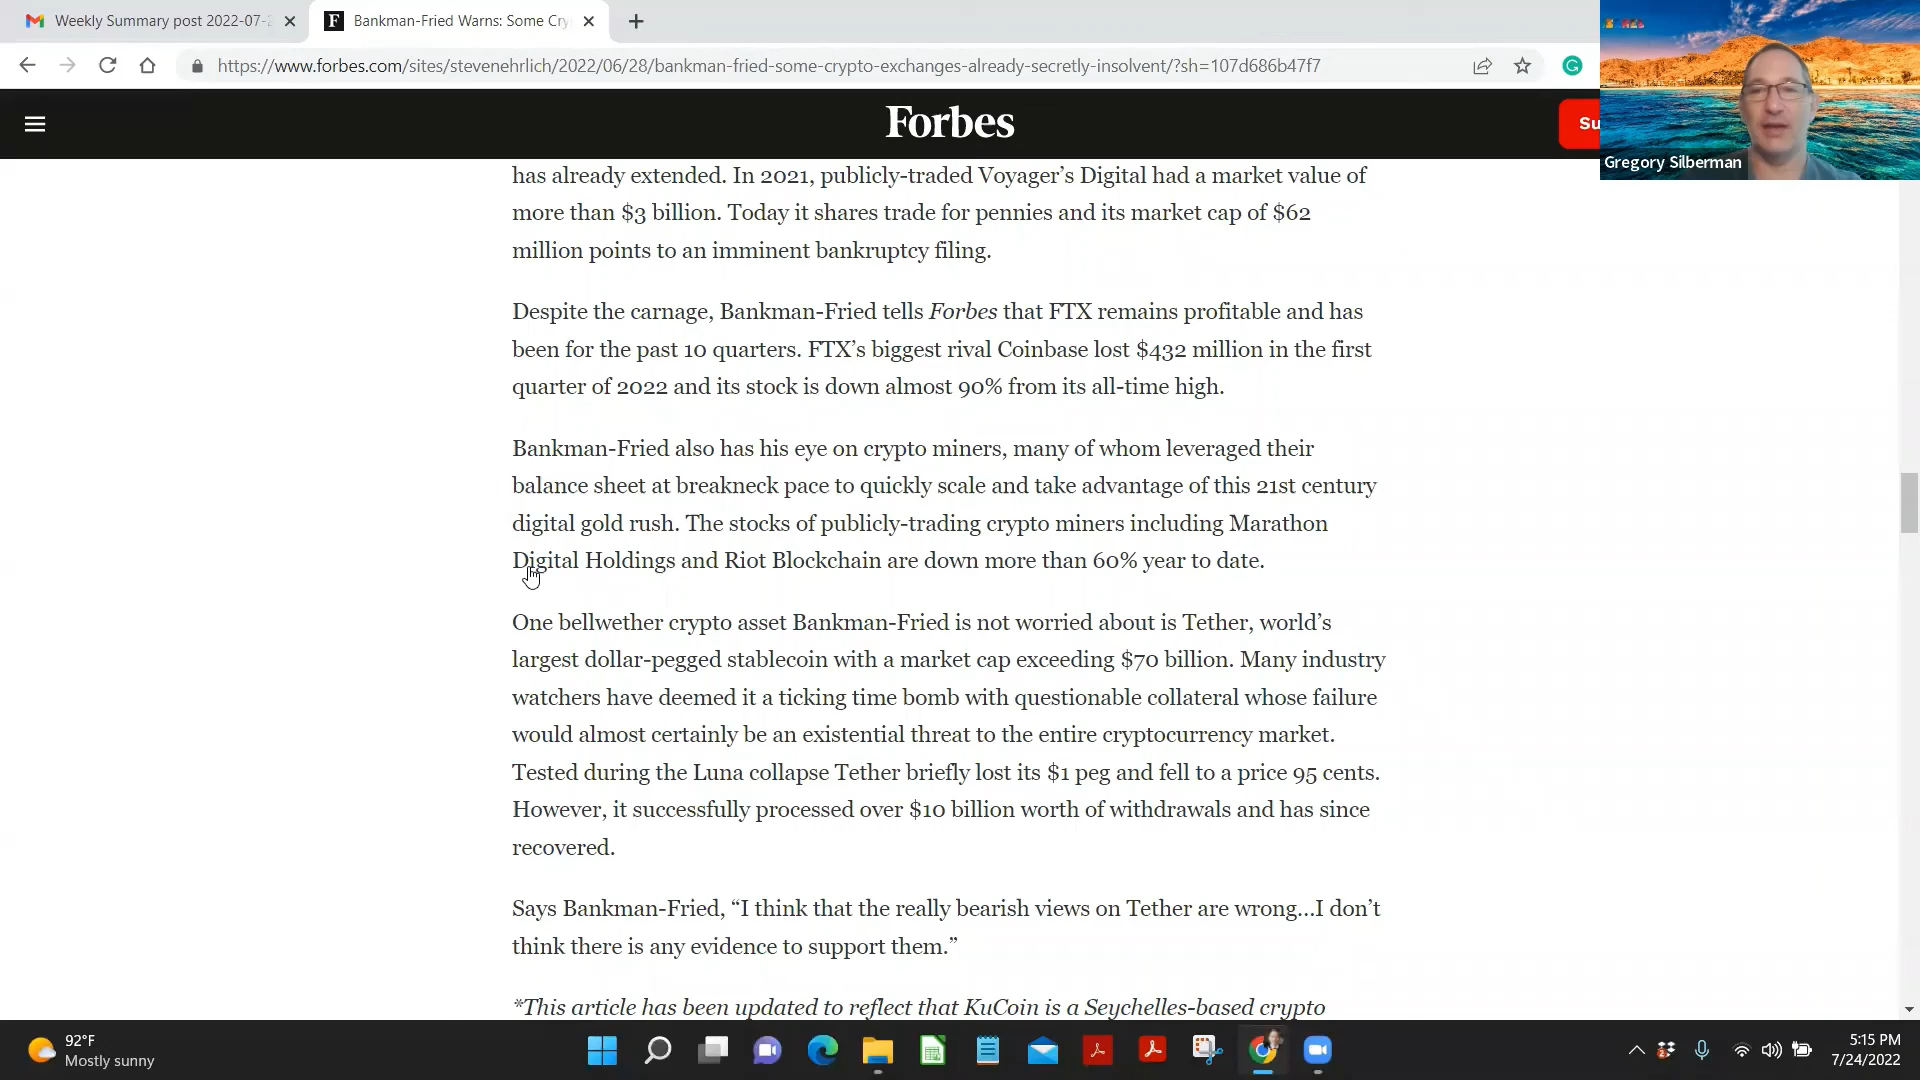 Weekly Summary post 2022-07-2
Bankman-Fried Warns: Some Cry
https://www.forbes.com/sites/stevenehrlich/2022/06/28/bankman-fried-some-crypto-exchanges-already-secretly-insolvent/?sh=107d686b47f7
Forbes
Su
Gregory Silberman
has already extended. In 2021, publicly-traded Voyager’s Digital had a market value of
more than $3 billion. Today it shares trade for pennies and its market cap of $62
million points to an imminent bankruptcy filing.
Despite the carnage, Bankman-Fried tells Forbes that FTX remains profitable and has
been for the past 10 quarters. FTX’s biggest rival Coinbase lost $432 million in the first
quarter of 2022 and its stock is down almost 90% from its all-time high.
Bankman-Fried also has his eye on crypto miners, many of whom leveraged their
balance sheet at breakneck pace to quickly scale and take advantage of this 21st century
digital gold rush. The stocks of publicly-trading crypto miners including Marathon
Digital Holdings and Riot Blockchain are down more than 60% year to date.
One bellwether crypto asset Bankman-Fried is not worried about is Tether, world’s
largest dollar-pegged stablecoin with a market cap exceeding $70 billion. Many industry
watchers have deemed it a ticking time bomb with questionable collateral whose failure
would almost certainly be an existential threat to the entire cryptocurrency market.
Tested during the Luna collapse Tether briefly lost its $1 peg and fell to a price 95 cents.
However, it successfully processed over $10 billion worth of withdrawals and has since
recovered.
Says Bankman-Fried, “I think that the really bearish views on Tether are wrong...I don’t
think there is any evidence to support them.”
*This article has been updated to reflect that KuCoin is a Seychelles-based crypto
92°F
Mostly sunny
5:15 PM
7/24/2022